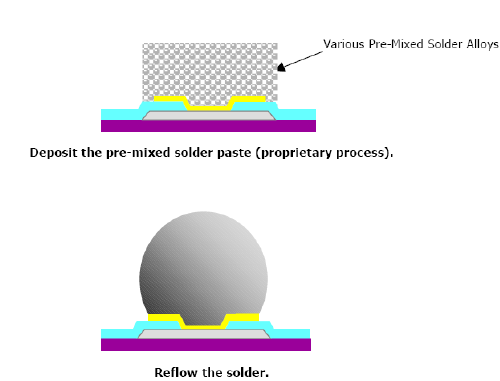 Various Pre-Mixed Solder Alloys
Deposit the pre-mixed solder paste (proprietary process).
Reflow the solder.